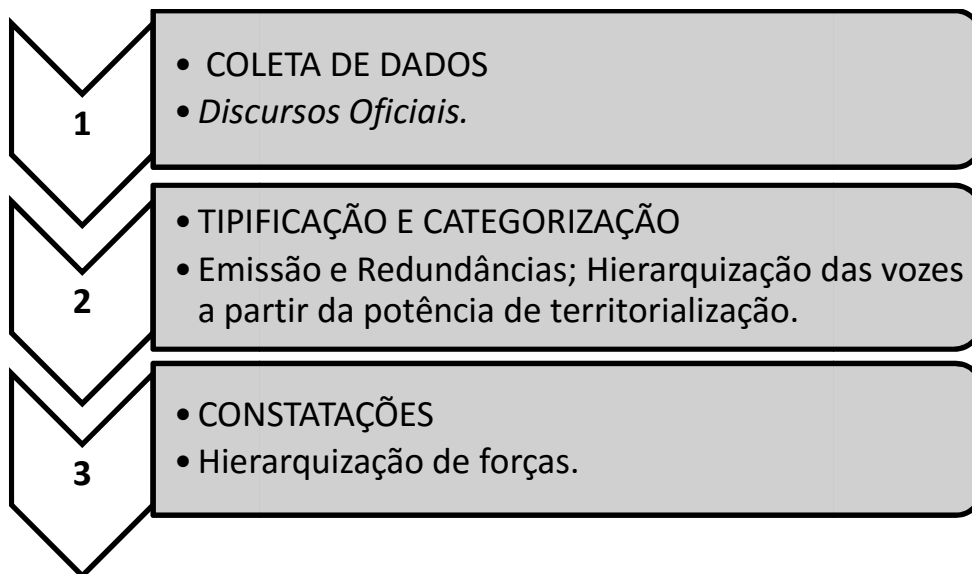 1
• COLETA DE DADOS
• Discursos Oficiais.
2
• TIPIFICAÇÃO E CATEGORIZAÇÃO
• Emissão e Redundâncias; Hierarquização das vozes
a partir da potência de territorialização.
3
• CONSTATAÇÕES
• Hierarquização de forças.